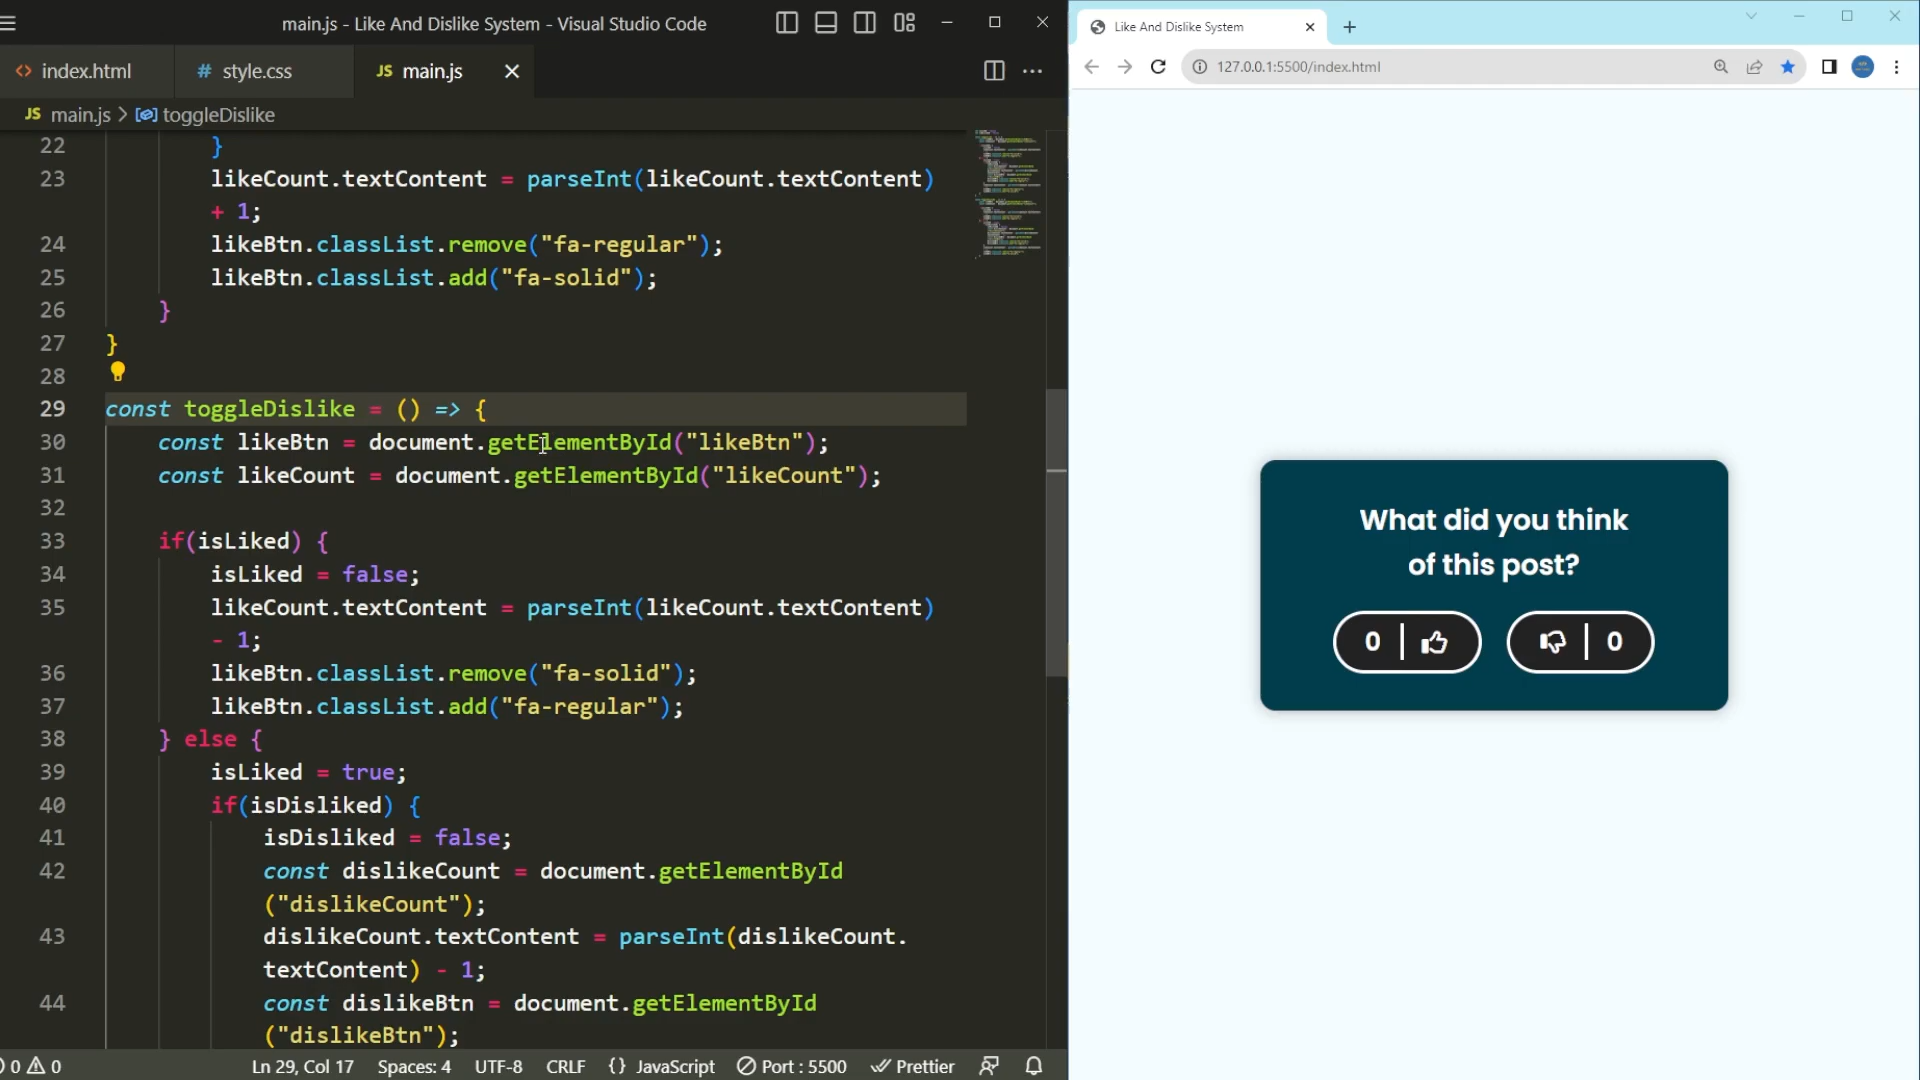 main.js - Like And Dislike System - Visual Studio Code
index.html
# style.css
JS main.js
JS main.js > toggleDislike
22 }
23 likeCount.textContent = parseInt(likeCount.textContent)
+ 1;
24 likeBtn.classList.remove("fa-regular");
25 likeBtn.classList.add("fa-solid");
26 }
27 }
28
29 const toggleDislike = () => {
30 const likeBtn = document.getElementById("likeBtn");
31 const likeCount = document.getElementById("likeCount");
32
33 if(isLiked) {
34 isLiked = false;
35 likeCount.textContent = parseInt(likeCount.textContent)
- 1;
36 likeBtn.classList.remove("fa-solid");
37 likeBtn.classList.add("fa-regular");
38 } else {
39 isLiked = true;
40 if(isDisliked) {
41 isDisliked = false;
42 const dislikeCount = document.getElementById
("dislikeCount");
43 dislikeCount.textContent = parseInt(dislikeCount.
textContent) - 1;
44 const dislikeBtn = document.getElementById
("dislikeBtn");
0 0 Ln 29, Col 17 Spaces: 4 UTF-8 CRLF {} JavaScript Port : 5500 Prettier
Like And Dislike System
127.0.0.1:5500/index.html
What did you think
of this post?
0 0